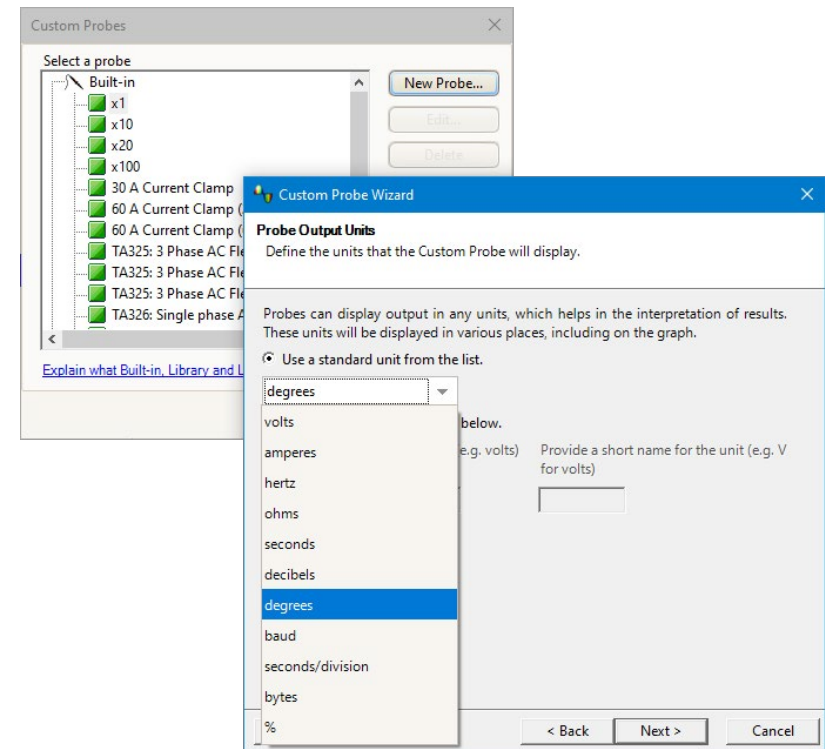 Custom Probes
Select a probe
Built-in
x1
x10
x20
x100
30 A Current Clamp
60 A Current Clamp (
60 A Current Clamp (
TA325: 3 Phase AC Fle
TA325: 3 Phase AC Fle
TA325: 3 Phase AC Fle
TA326: Single phase A
New Probe...
Edit...
Delete
Explain what Built-in, Library and L
Custom Probe Wizard
Probe Output Units
Define the units that the Custom Probe will display.
Probes can display output in any units, which helps in the interpretation of results.
These units will be displayed in various places, including on the graph.
Use a standard unit from the list.
degrees
volts
amperes
hertz
ohms
seconds
decibels
degrees
baud
seconds/division
bytes
%
below.
e.g. volts)
Provide a short name for the unit (e.g. V
for volts)
< Back
Next >
Cancel